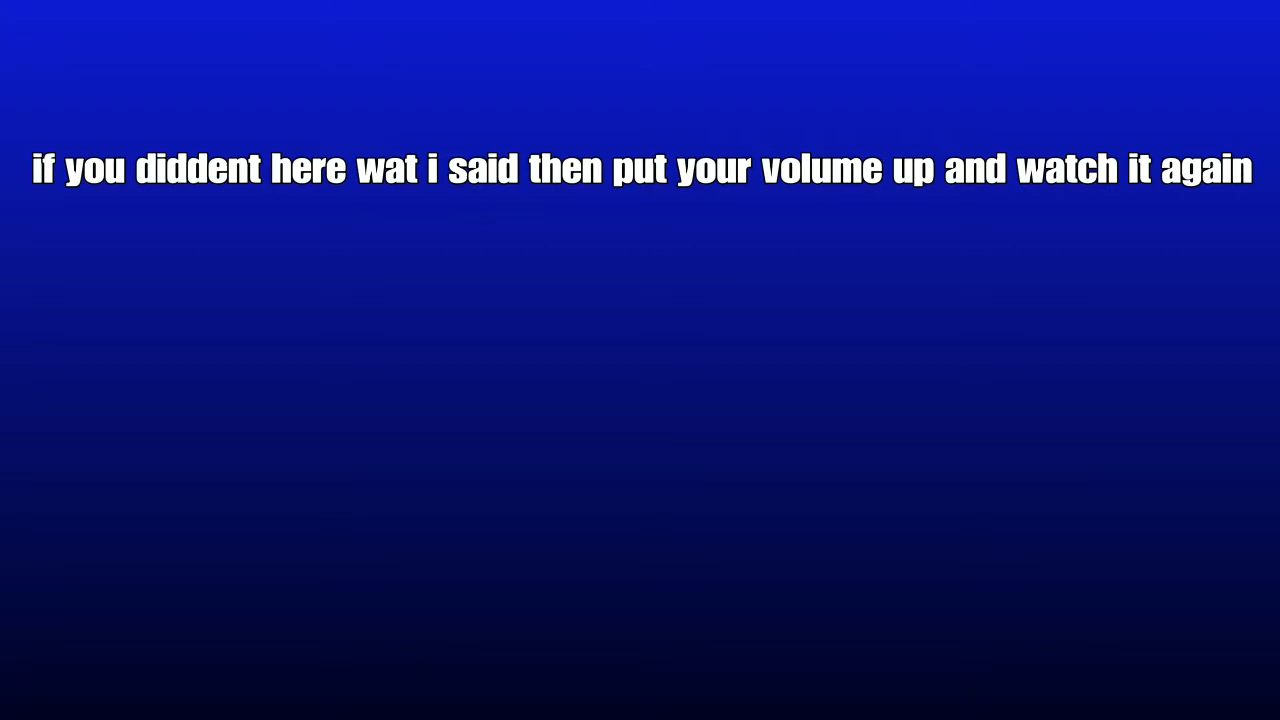 if you diddent here wat i said then put your volume up and watch it again